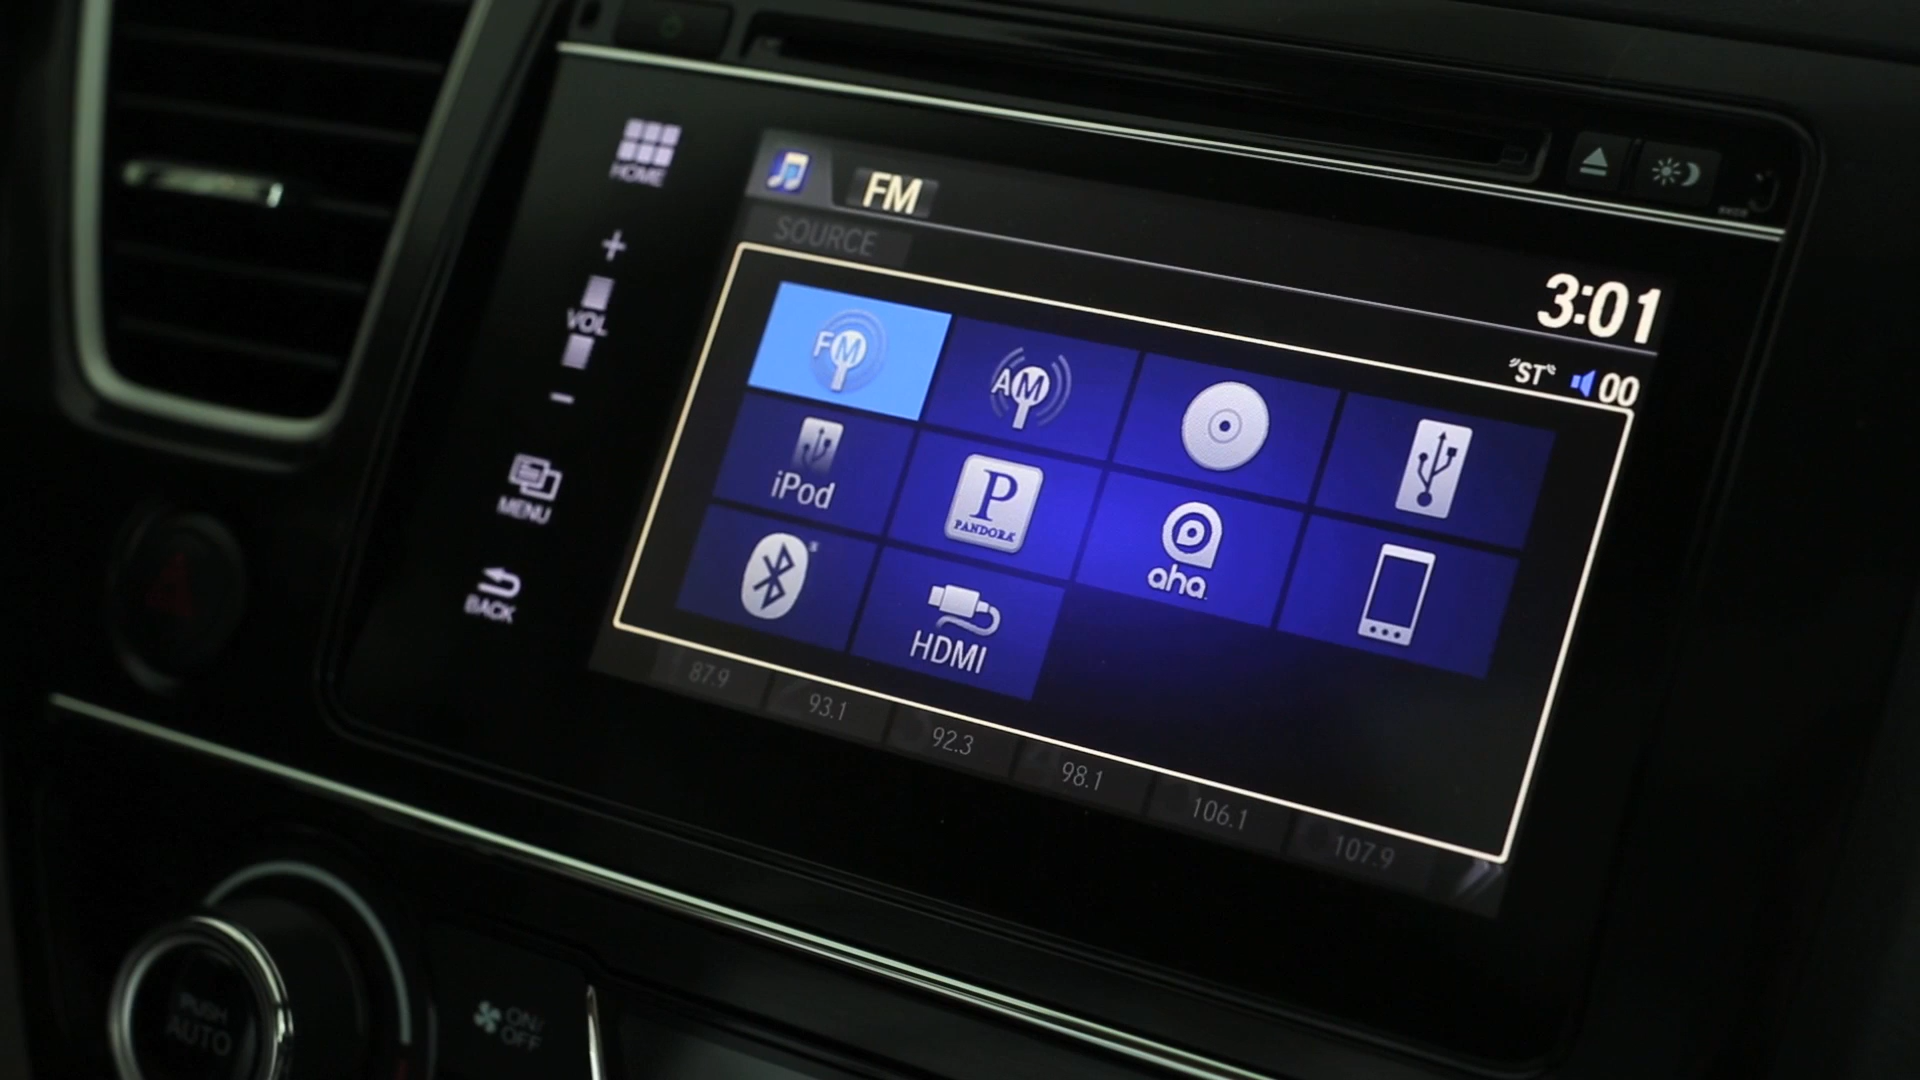 HOME
FM
SOURCE
+
3:01
VOL
"ST"
00
−
FM
AM
iPod
P
PANDORA
aha
MENU
BACK
HDMI
87.9
93.1
92.3
98.1
106.1
107.9
PUSH
AUTO
ON/
OFF